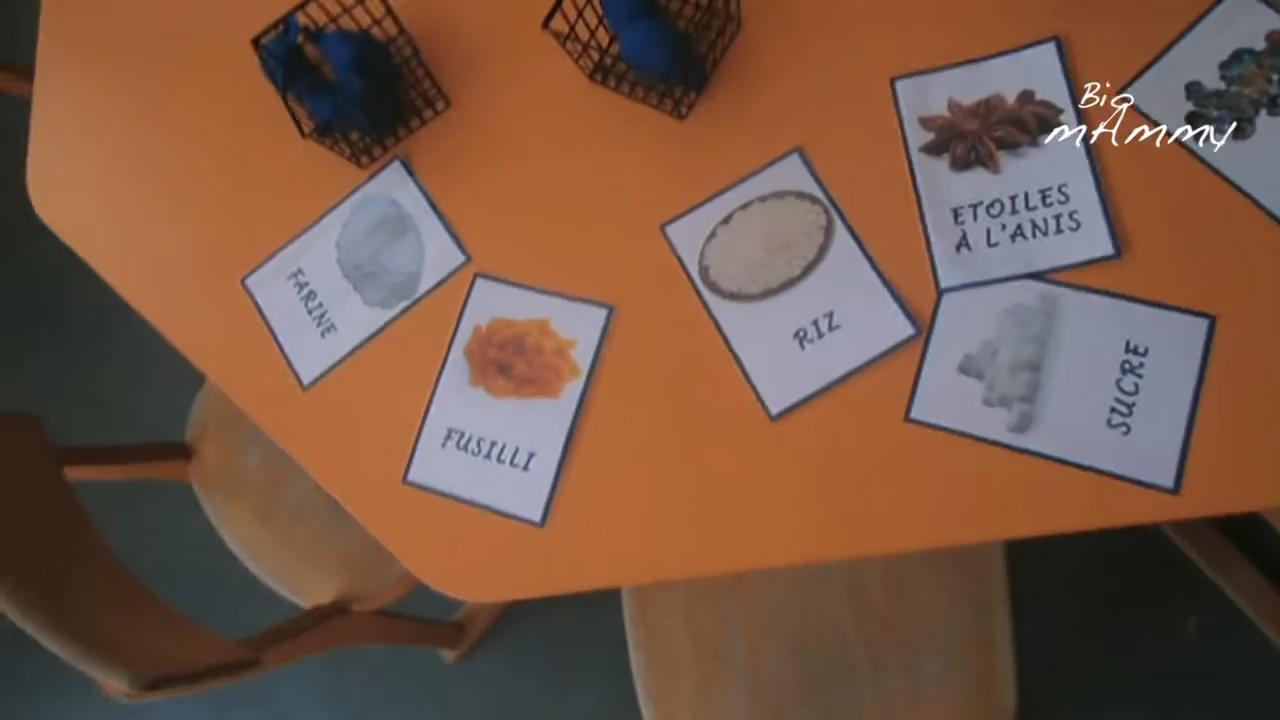 Big
mAmmy
ETOILES
À L'ANIS
FARINE
RIZ
SUCRE
FUSILLI